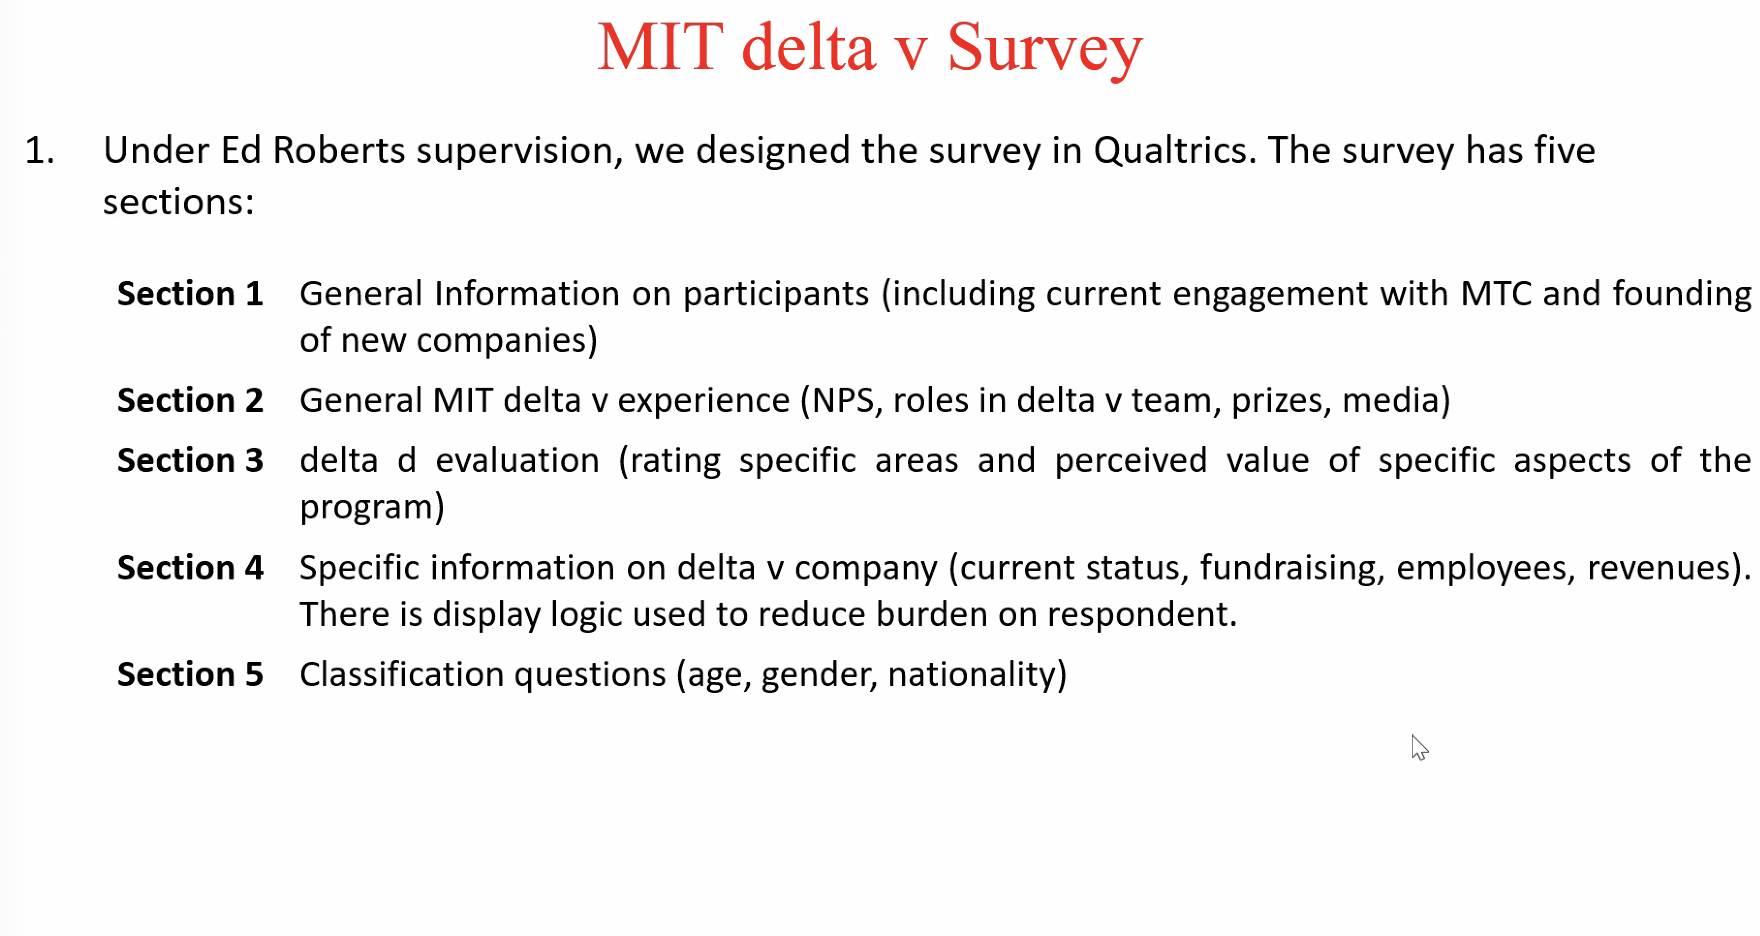 MIT delta v Survey
1. Under Ed Roberts supervision, we designed the survey in Qualtrics. The survey has five
sections:
Section 1 General Information on participants (including current engagement with MTC and founding
of new companies)
Section 2 General MIT delta v experience (NPS, roles in delta v team, prizes, media)
Section 3 delta d evaluation (rating specific areas and perceived value of specific aspects of the
program)
Section 4 Specific information on delta v company (current status, fundraising, employees, revenues).
There is display logic used to reduce burden on respondent.
Section 5 Classification questions (age, gender, nationality)